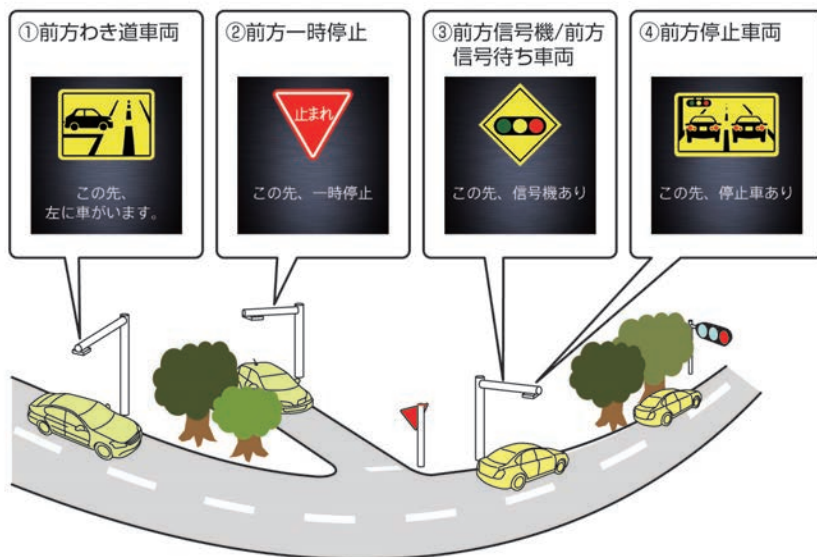 ①前方わき道車両
この先、
左に車がいます。
②前方一時停止
止まれ
この先、一時停止
③前方信号機/前方
信号待ち車両
この先、信号機あり
④前方停止車両
この先、停止車あり